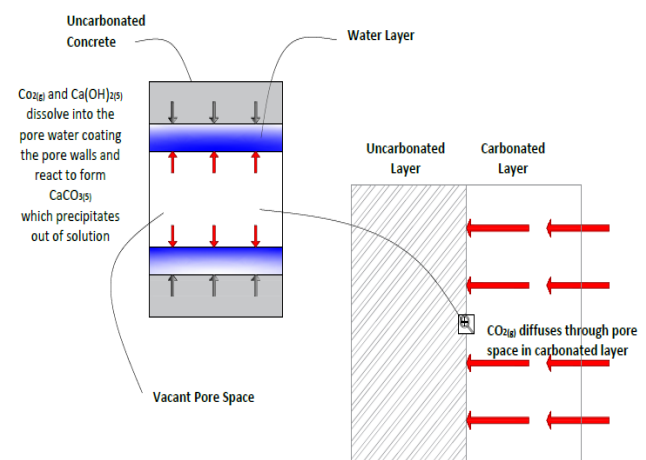 Uncarbonated
Concrete
Water Layer
Co2(g) and Ca(OH)2(S)
dissolve into the
pore water coating
the pore walls and
react to form
CaCO3(S)
which precipitates
out of solution
Uncarbonated
Layer
Carbonated
Layer
CO2(g) diffuses through pore
space in carbonated layer
Vacant Pore Space